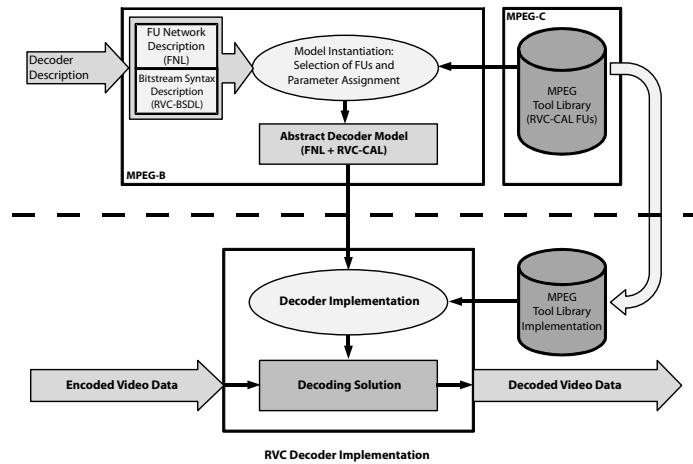 MPEG-C
FU Network
Description
(FNL)
Bitstream Syntax
Description
(RVC-BSDL)
Decoder
Description
Model Instantiation:
Selection of FUs and
Parameter Assignment
MPEG
Tool Library
(RVC-CAL FUs)
Abstract Decoder Model
(FNL + RVC-CAL)
MPEG-B
Decoder Implementation
MPEG
Tool Library
Implementation
Encoded Video Data
Decoding Solution
Decoded Video Data
RVC Decoder Implementation